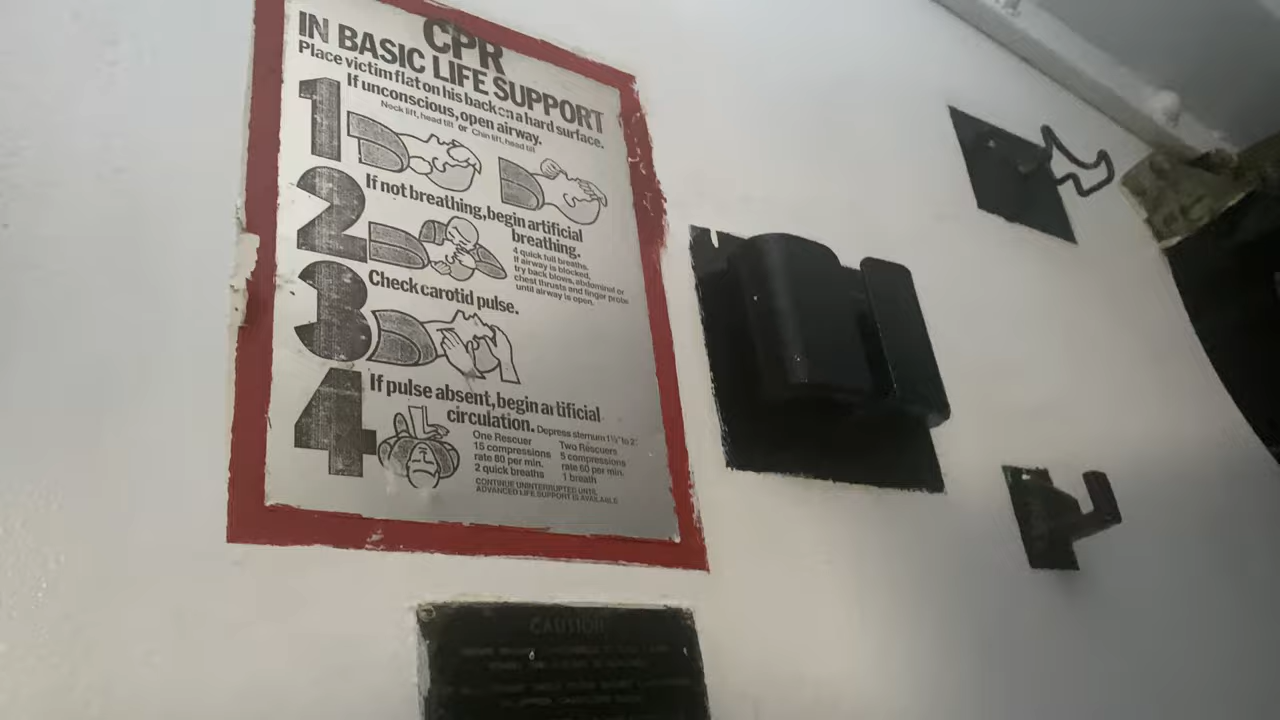 CPR
IN BASIC LIFE SUPPORT
Place victim flat on his back on a hard surface.
1
If unconscious, open airway.
Neck lift, head tilt or Chin lift, head tilt
2
If not breathing, begin artificial
breathing.
4 quick full breaths.
If airway is blocked,
try back blows, abdominal or
chest thrusts and finger probe
until airway is open.
3
Check carotid pulse.
4
If pulse absent, begin artificial
circulation. Depress sternum 1½" to 2"
One Rescuer
15 compressions
rate 80 per min.
2 quick breaths
Two Rescuers
5 compressions
rate 60 per min.
1 breath
CONTINUE UNINTERRUPTED UNTIL
ADVANCED LIFE SUPPORT IS AVAILABLE
CAUTION